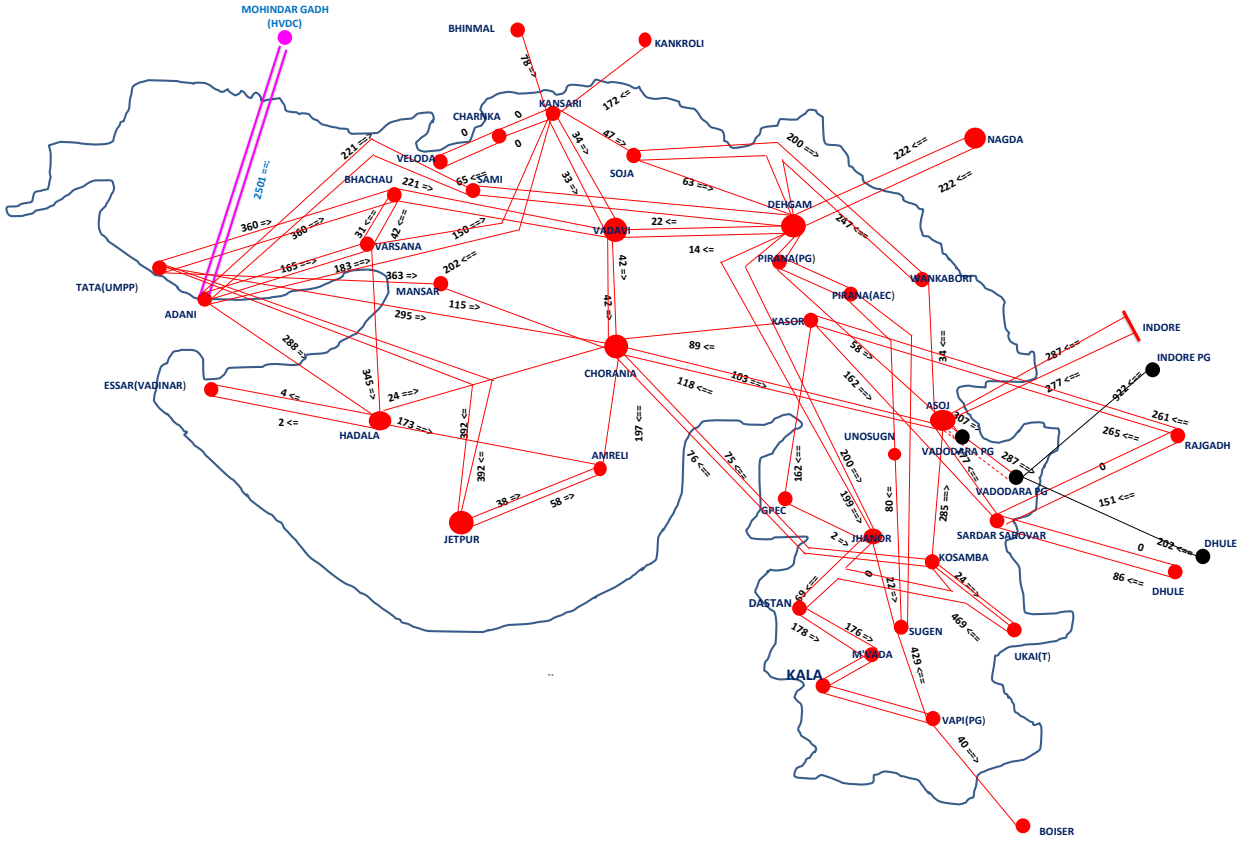 MOHINDAR GADH
(HVDC)
BHINMAL
KANKROLI
78 =>
2501 ==:
172 <=
KANSARI
CHARNKA
0
0
0
34 =>
47 =>
200 ==>
222 <==
NAGDA
221 ==>
VELODA
SOJA
BHACHAU
221 =>
65 <==
SAMI
33 =>
63 ==>
222 <==
DEHGAM
360 =>
360 ==>
31 <==
42 <==
150 ==>
VADAVI
22 <=
247 <==
VARSANA
14 <=
PIRANA(PG)
165 ==>
183 ==>
363 =>
202 <==
42 =>
WANKABORI
TATA(UMPP)
MANSAR
PIRANA(AEC)
ADANI
115 =>
42 =>
295 =>
KASOR
INDORE
288 =>
89 <=
58 =>
34 <==
287 <==
INDORE PG
CHORANIA
ESSAR(VADINAR)
4 <=
345 =>
24 ==>
118 <==
103 ==>
162 ==>
277 <==
922 <==
2 <=
173 ==>
392 <==
197 <==
ASOJ
307 =>
261 <==
HADALA
UNOSUGN
VADODARA PG
265 <==
RAJGADH
AMRELI
392 <=
76 <==
75 <==
162 <==
200 ==>
77 <==
287 ==>
0
VADODARA PG
38 =>
58 =>
199 ==>
80 <=
285 ==>
151 <==
GPEC
JETPUR
2 =>
JHANOR
SARDAR SAROVAR
0
202 <==
DHULE
KOSAMBA
0
22 =>
24 ==>
86 <==
DHULE
69 <==
DASTAN
178 =>
176 =>
SUGEN
469 <==
UKAI(T)
M'VADA
429 <==
KALA
``
VAPI(PG)
40 ==>
BOISER